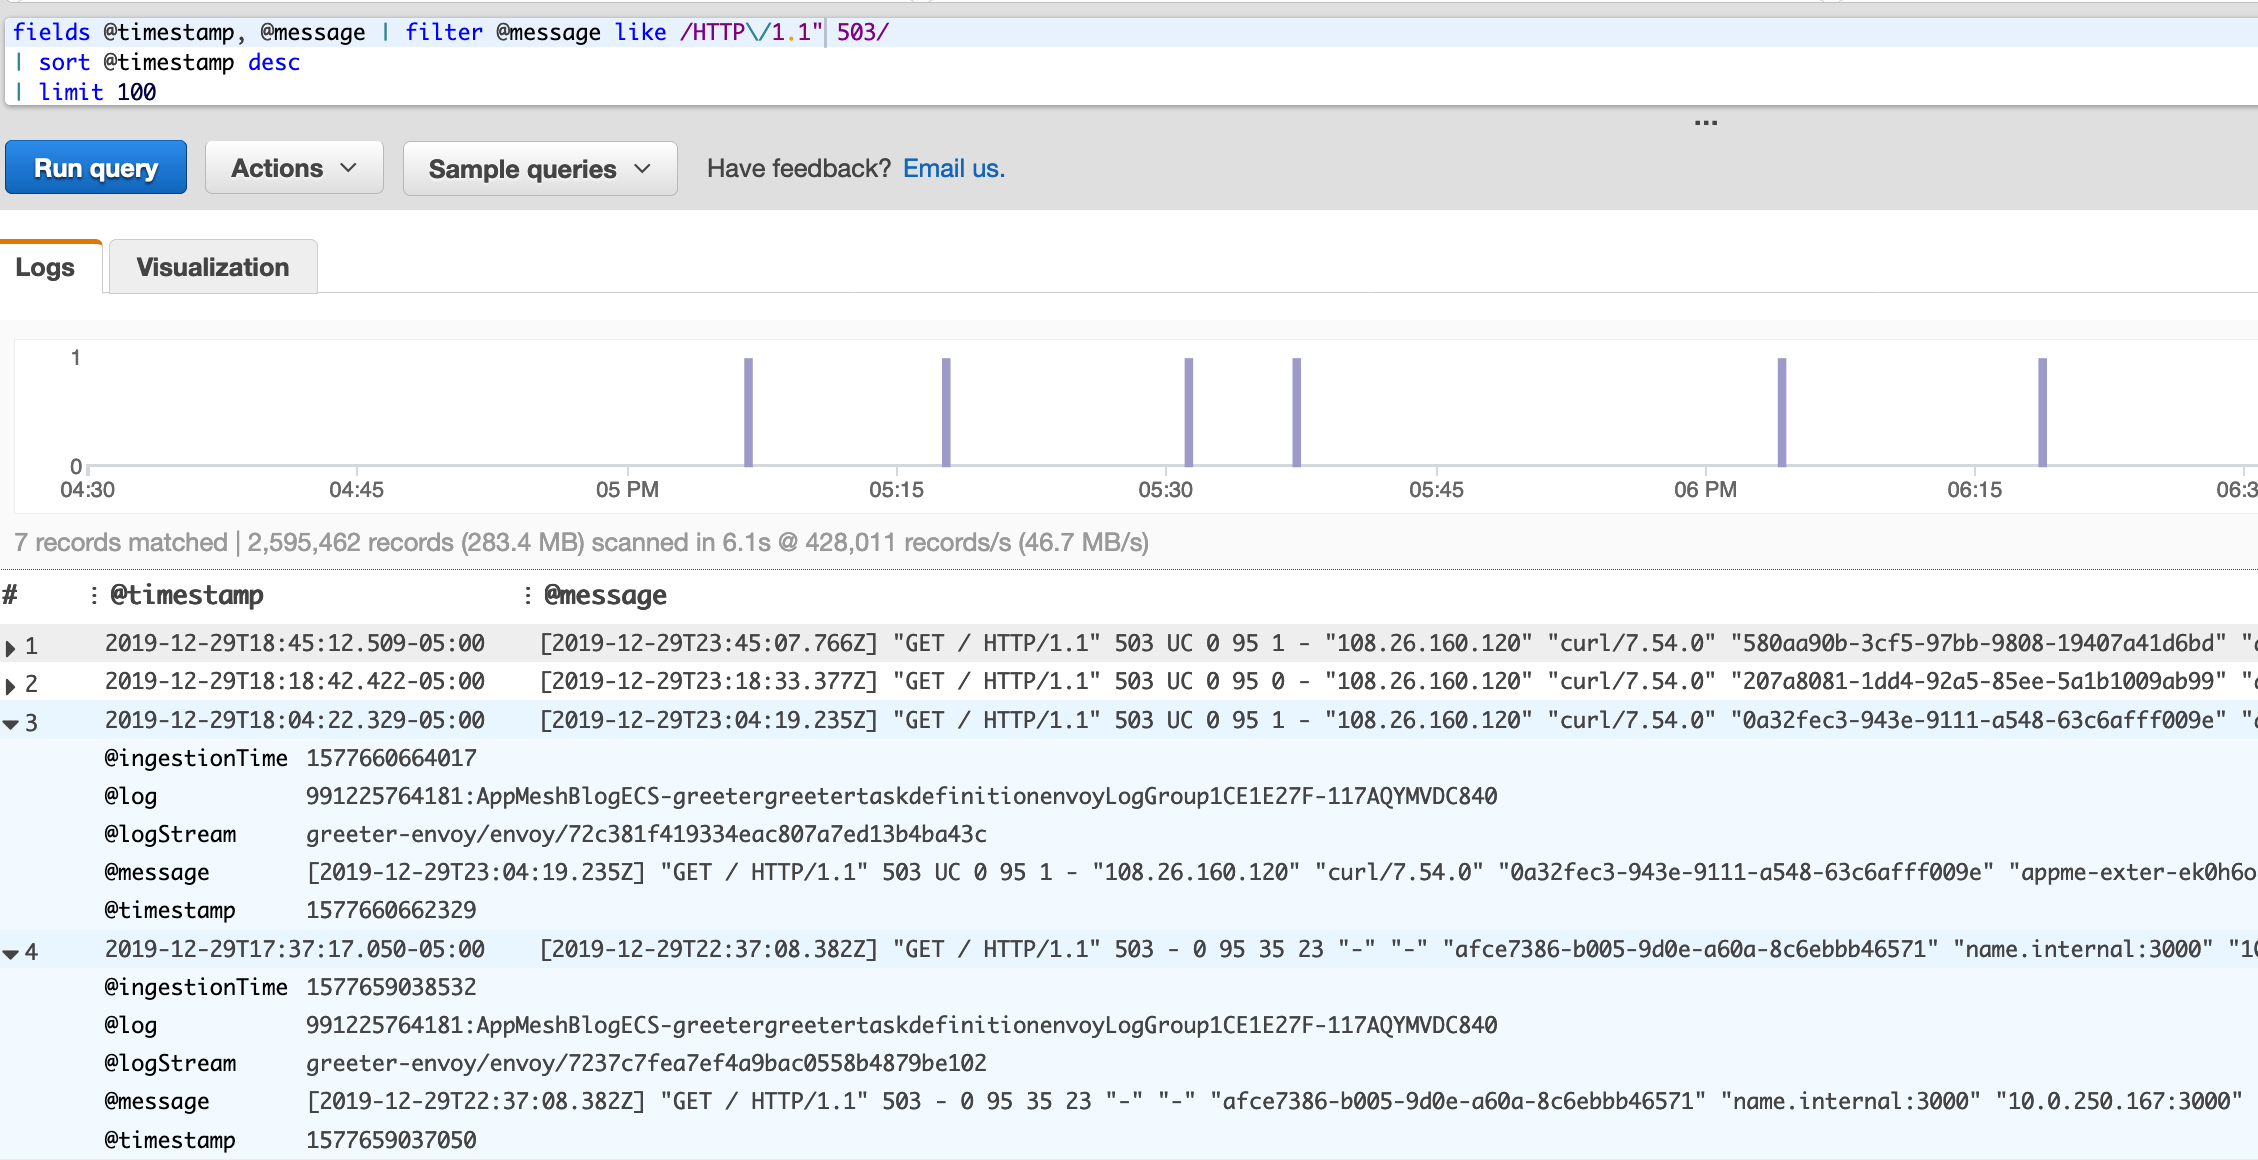 fields @timestamp, @message | filter @message like /HTTP\/1.1" 503/
| sort @timestamp desc
| limit 100
...
Run query Actions Sample queries Have feedback? Email us.
Logs Visualization
1
0
04:30 04:45 05 PM 05:15 05:30 05:45 06 PM 06:15 06:3
7 records matched | 2,595,462 records (283.4 MB) scanned in 6.1s @ 428,011 records/s (46.7 MB/s)
# : @timestamp : @message
1 2019-12-29T18:45:12.509-05:00 [2019-12-29T23:45:07.766Z] "GET / HTTP/1.1" 503 UC 0 95 1 - "108.26.160.120" "curl/7.54.0" "580aa90b-3cf5-97bb-9808-19407a41d6bd" "
2 2019-12-29T18:18:42.422-05:00 [2019-12-29T23:18:33.377Z] "GET / HTTP/1.1" 503 UC 0 95 0 - "108.26.160.120" "curl/7.54.0" "207a8081-1dd4-92a5-85ee-5a1b1009ab99" "
3 2019-12-29T18:04:22.329-05:00 [2019-12-29T23:04:19.235Z] "GET / HTTP/1.1" 503 UC 0 95 1 - "108.26.160.120" "curl/7.54.0" "0a32fec3-943e-9111-a548-63c6afff009e" "
@ingestionTime 1577660664017
@log 991225764181:AppMeshBlogECS-greetergreetertaskdefinitionenvoyLogGroup1CE1E27F-117AQYMVDC840
@logStream greeter-envoy/envoy/72c381f419334eac807a7ed13b4ba43c
@message [2019-12-29T23:04:19.235Z] "GET / HTTP/1.1" 503 UC 0 95 1 - "108.26.160.120" "curl/7.54.0" "0a32fec3-943e-9111-a548-63c6afff009e" "appme-exter-ek0h6o
@timestamp 1577660662329
4 2019-12-29T17:37:17.050-05:00 [2019-12-29T22:37:08.382Z] "GET / HTTP/1.1" 503 - 0 95 35 23 "-" "-" "afce7386-b005-9d0e-a60a-8c6ebbb46571" "name.internal:3000" "10
@ingestionTime 1577659038532
@log 991225764181:AppMeshBlogECS-greetergreetertaskdefinitionenvoyLogGroup1CE1E27F-117AQYMVDC840
@logStream greeter-envoy/envoy/7237c7fea7ef4a9bac0558b4879be102
@message [2019-12-29T22:37:08.382Z] "GET / HTTP/1.1" 503 - 0 95 35 23 "-" "-" "afce7386-b005-9d0e-a60a-8c6ebbb46571" "name.internal:3000" "10.0.250.167:3000"
@timestamp 1577659037050